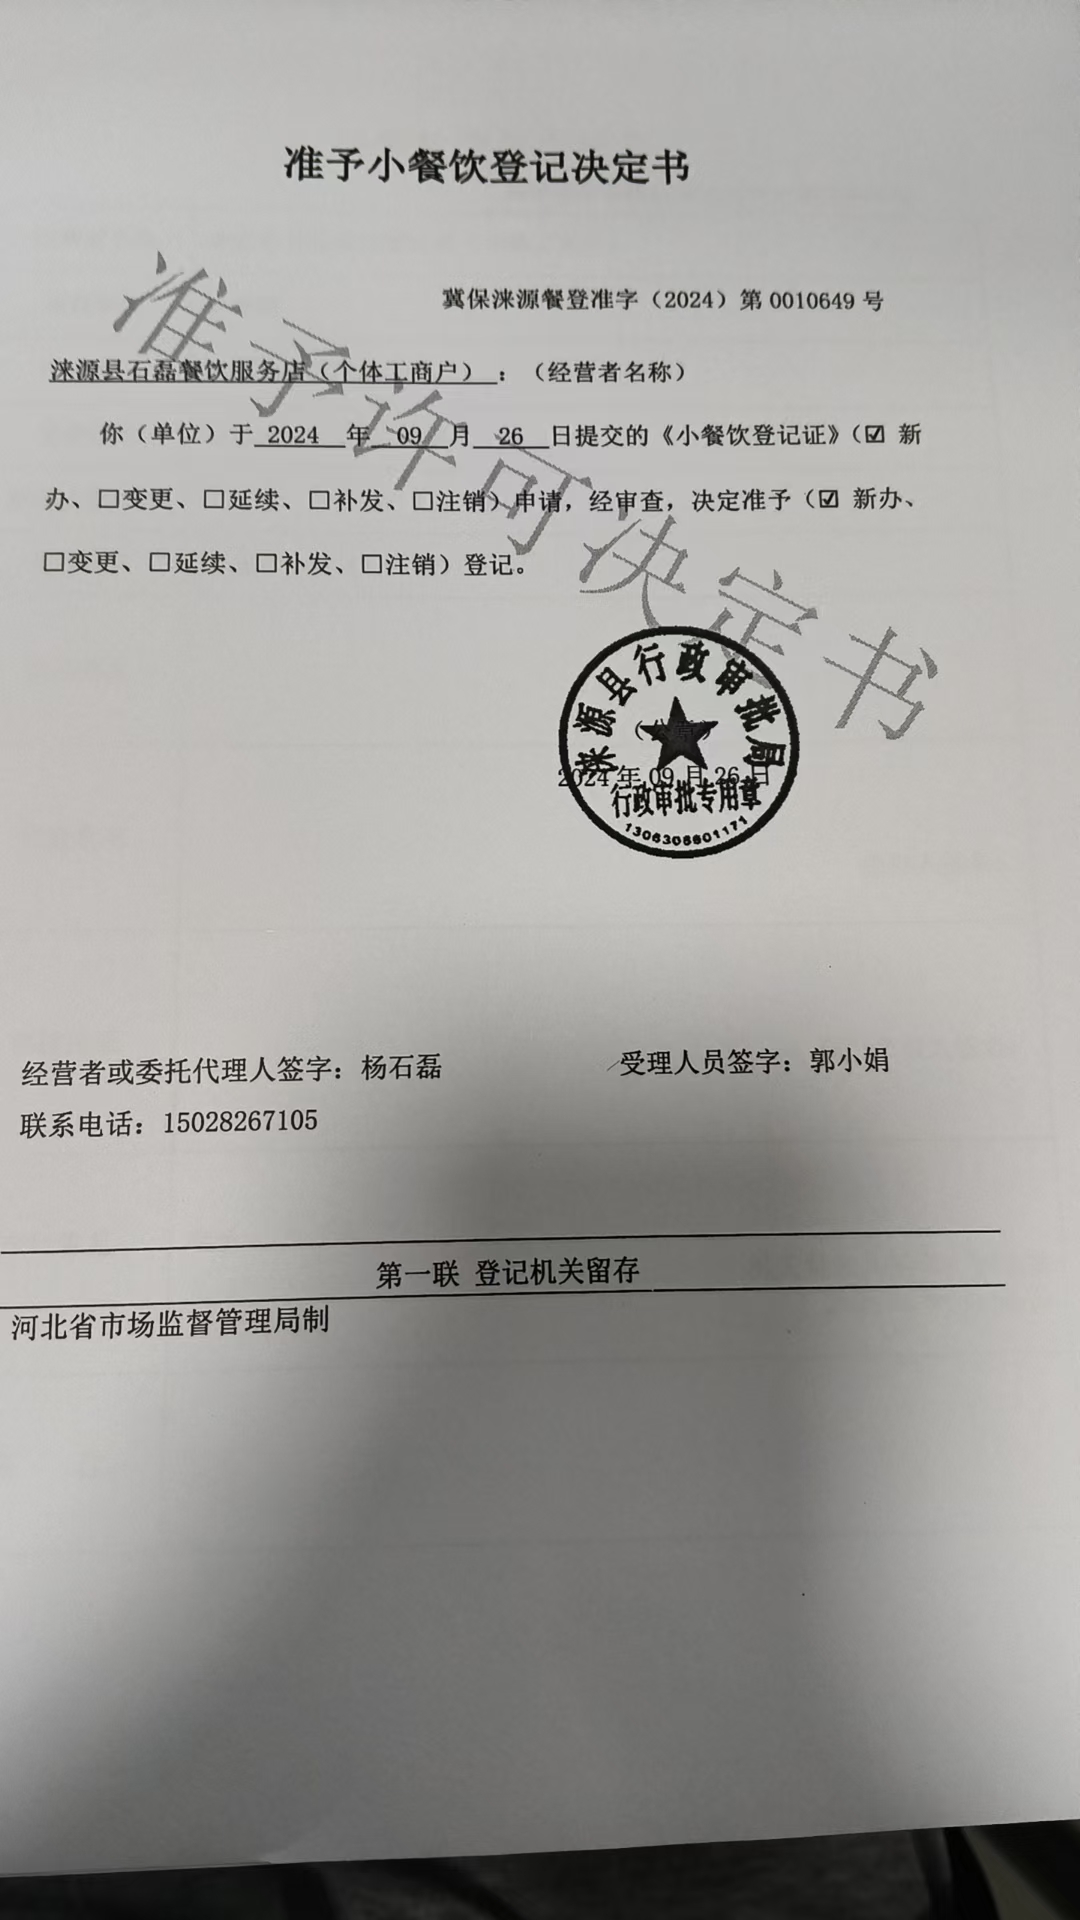 准予小餐饮登记决定书
冀保涞源餐登准字（2024）第 0010649 号
涞源县石磊餐饮服务店（个体工商户）：（经营者名称）
你（单位）于 2024 年 09 月 26 日提交的《小餐饮登记证》（☑ 新
办、□变更、□延续、□补发、□注销）申请，经审查，决定准予（☑ 新办、
□变更、□延续、□补发、□注销）登记。
准予许可决定书
涞源县行政审批局
（公章）
2024 年 09 月 26 日
行政审批专用章
1306308601171
经营者或委托代理人签字：杨石磊
受理人员签字：郭小娟
联系电话：15028267105
第一联 登记机关留存
河北省市场监督管理局制